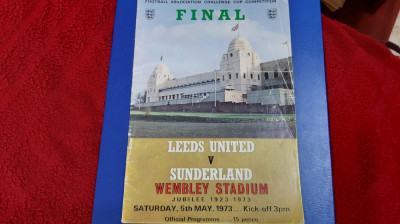 FOOTBALL ASSOCIATION CHALLENGE CUP COMPETITION
FINAL
LEEDS UNITED
V
SUNDERLAND
WEMBLEY STADIUM
JUBILEE 1923-1973
SATURDAY, 5th MAY, 1973 ... Kick-off 3pm
Official Programme ... 15 pence